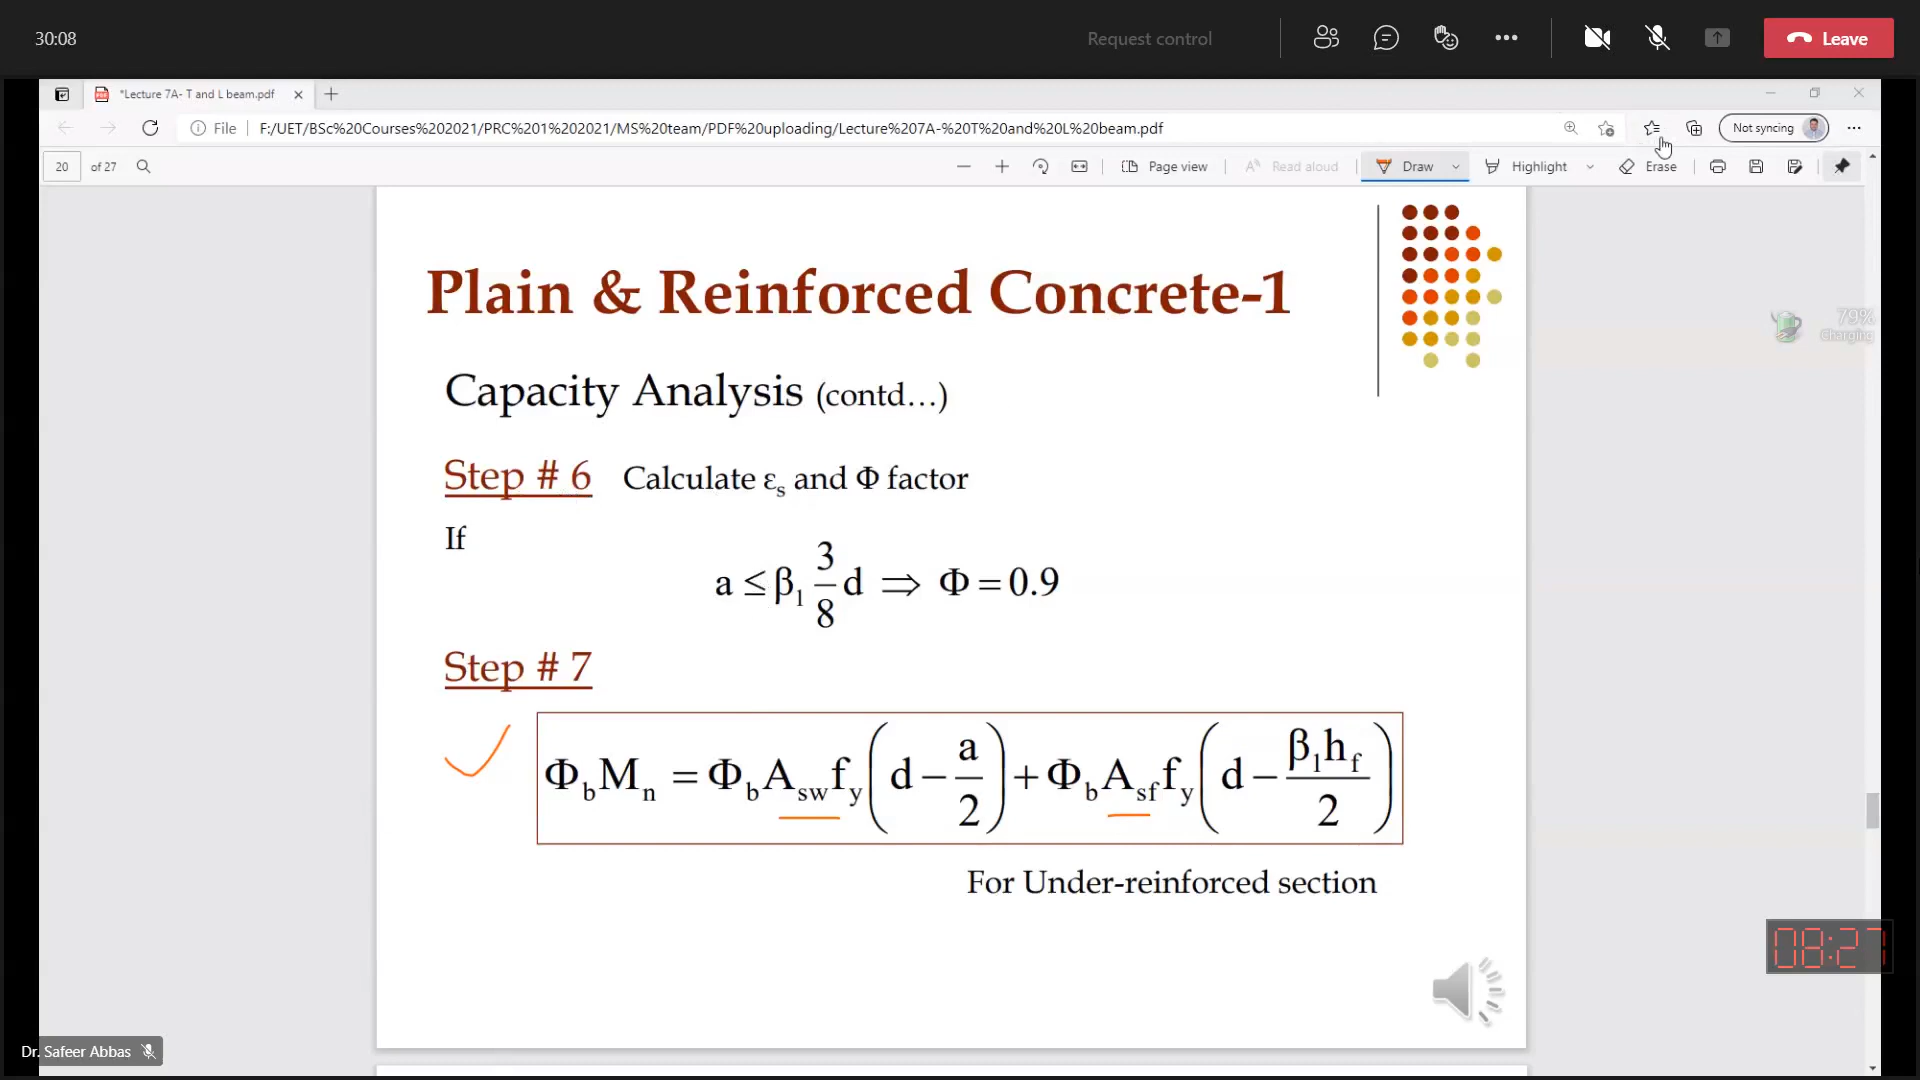 30:08
Request control
Leave
*Lecture 7A- T and L beam.pdf
File
F:/UET/BSc%20Courses%202021/PRC%201%202021/MS%20team/PDF%20uploading/Lecture%207A-%20T%20and%20L%20beam.pdf
Not syncing
20 of 27
Page view
Read aloud
Draw
Highlight
Erase
Plain & Reinforced Concrete-1
79%
Charging
Capacity Analysis (contd...)
Step # 6 Calculate εs and Φ factor
If
a ≤ β1 3/8 d ⇒ Φ = 0.9
Step # 7
ΦbMn = ΦbAswfy(d − a/2) + ΦbAsffy(d − β1hf/2)
For Under-reinforced section
08:27
Dr. Safeer Abbas